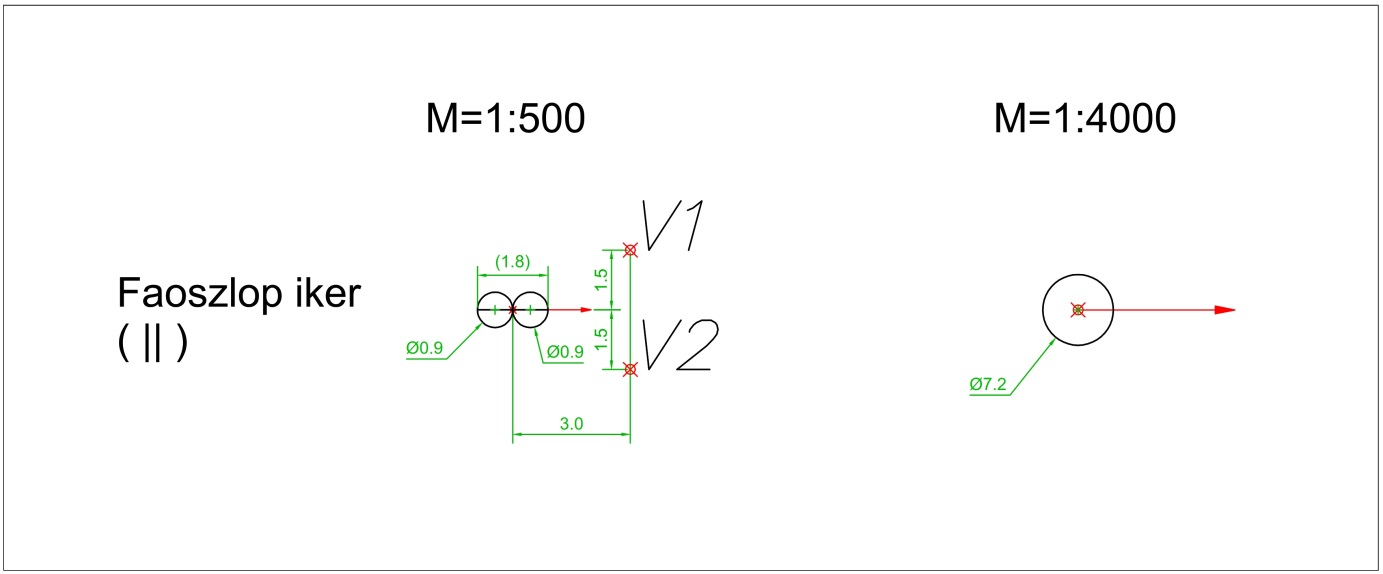 M=1:500
M=1:4000
V1
(1.8)
1.5
Faoszlop iker
( || )
V2
1.5
Ø0.9
Ø0.9
Ø7.2
3.0